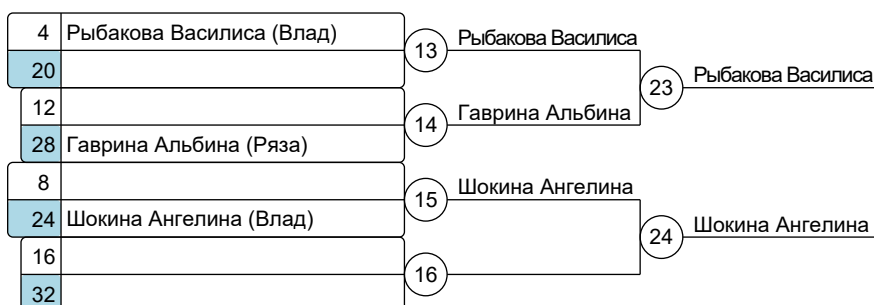 4 Рыбакова Василиса (Влад)
20
13 Рыбакова Василиса
23 Рыбакова Василиса
12
28 Гаврина Альбина (Ряза)
14 Гаврина Альбина
8
24 Шокина Ангелина (Влад)
15 Шокина Ангелина
24 Шокина Ангелина
16
32
16